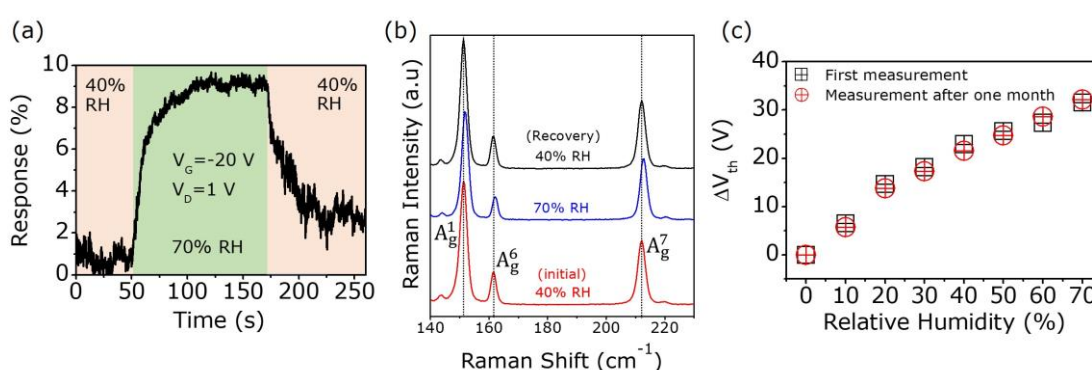 (a)
10
8
6
4
2
0
Response (%)
40%
RH
40%
RH
V_G=-20 V
V_D=1 V
70% RH
0 50 100 150 200 250
Time (s)
(b)
Raman Intensity (a.u)
(Recovery)
40% RH
70% RH
A_g^1
A_g^6
A_g^7
(initial)
40% RH
140 160 180 200 220
Raman Shift (cm⁻¹)
(c)
40
30
20
10
0
ΔV_th (V)
First measurement
Measurement after one month
0 10 20 30 40 50 60 70
Relative Humidity (%)